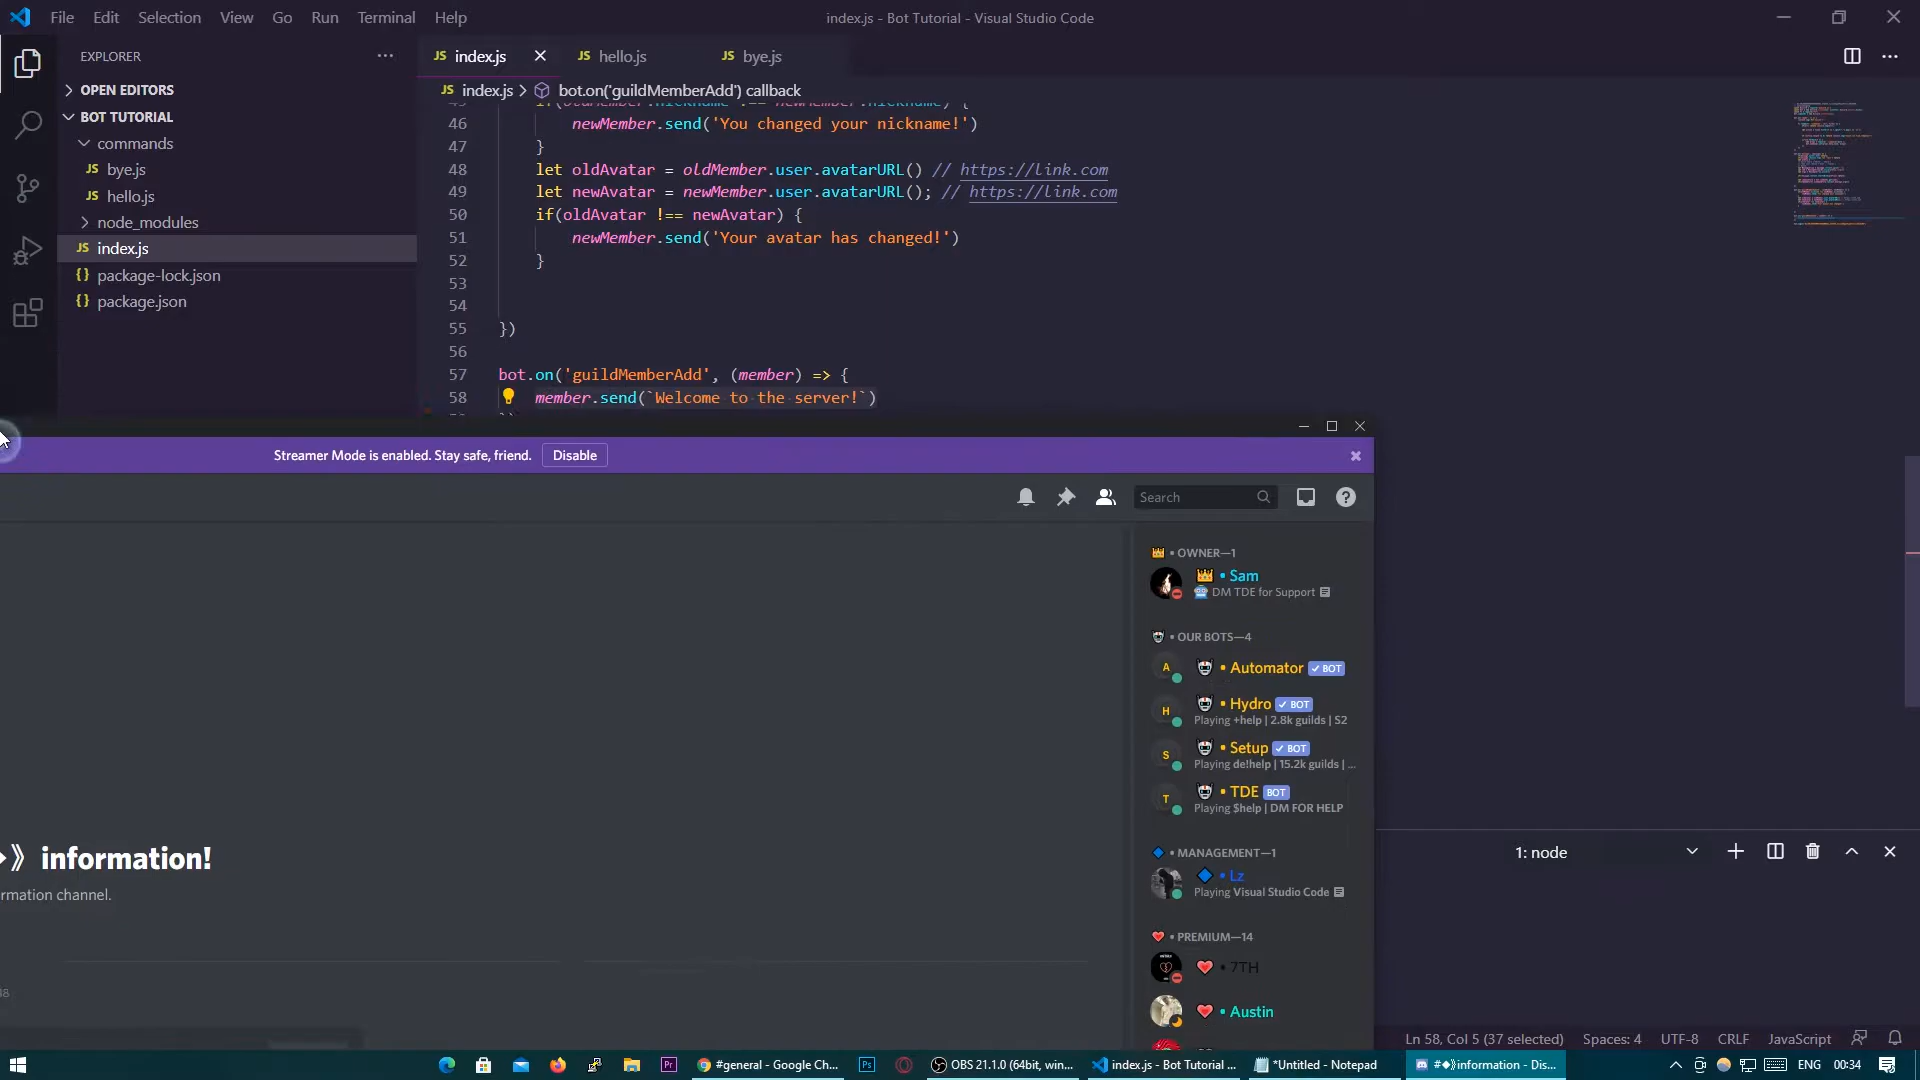 File Edit Selection View Go Run Terminal Help
index.js - Bot Tutorial - Visual Studio Code
EXPLORER
OPEN EDITORS
BOT TUTORIAL
commands
JS bye.js
JS hello.js
node_modules
JS index.js
{} package-lock.json
{} package.json
JS index.js
JS hello.js
JS bye.js
JS index.js > bot.on('guildMemberAdd') callback
46 newMember.send('You changed your nickname!')
47 }
48 let oldAvatar = oldMember.user.avatarURL() // https://link.com
49 let newAvatar = newMember.user.avatarURL(); // https://link.com
50 if(oldAvatar !== newAvatar) {
51 newMember.send('Your avatar has changed!')
52 }
53
54
55 })
56
57 bot.on('guildMemberAdd', (member) => {
58 member.send(`Welcome to the server!`)
Streamer Mode is enabled. Stay safe, friend. Disable
Search
OWNER—1
• Sam
DM TDE for Support
• OUR BOTS—4
A • Automator BOT
H • Hydro BOT
Playing +help | 2.8k guilds | S2
S • Setup BOT
Playing de!help | 15.2k guilds | ...
T • TDE BOT
Playing $help | DM FOR HELP
• MANAGEMENT—1
• Lz
Playing Visual Studio Code
• PREMIUM—14
• 7TH
• Austin
》 information!
rmation channel.
1: node
Ln 58, Col 5 (37 selected) Spaces: 4 UTF-8 CRLF JavaScript
#general - Google Ch...
OBS 21.1.0 (64bit, win...
index.js - Bot Tutorial ...
*Untitled - Notepad
#◆》information - Dis...
ENG 00:34